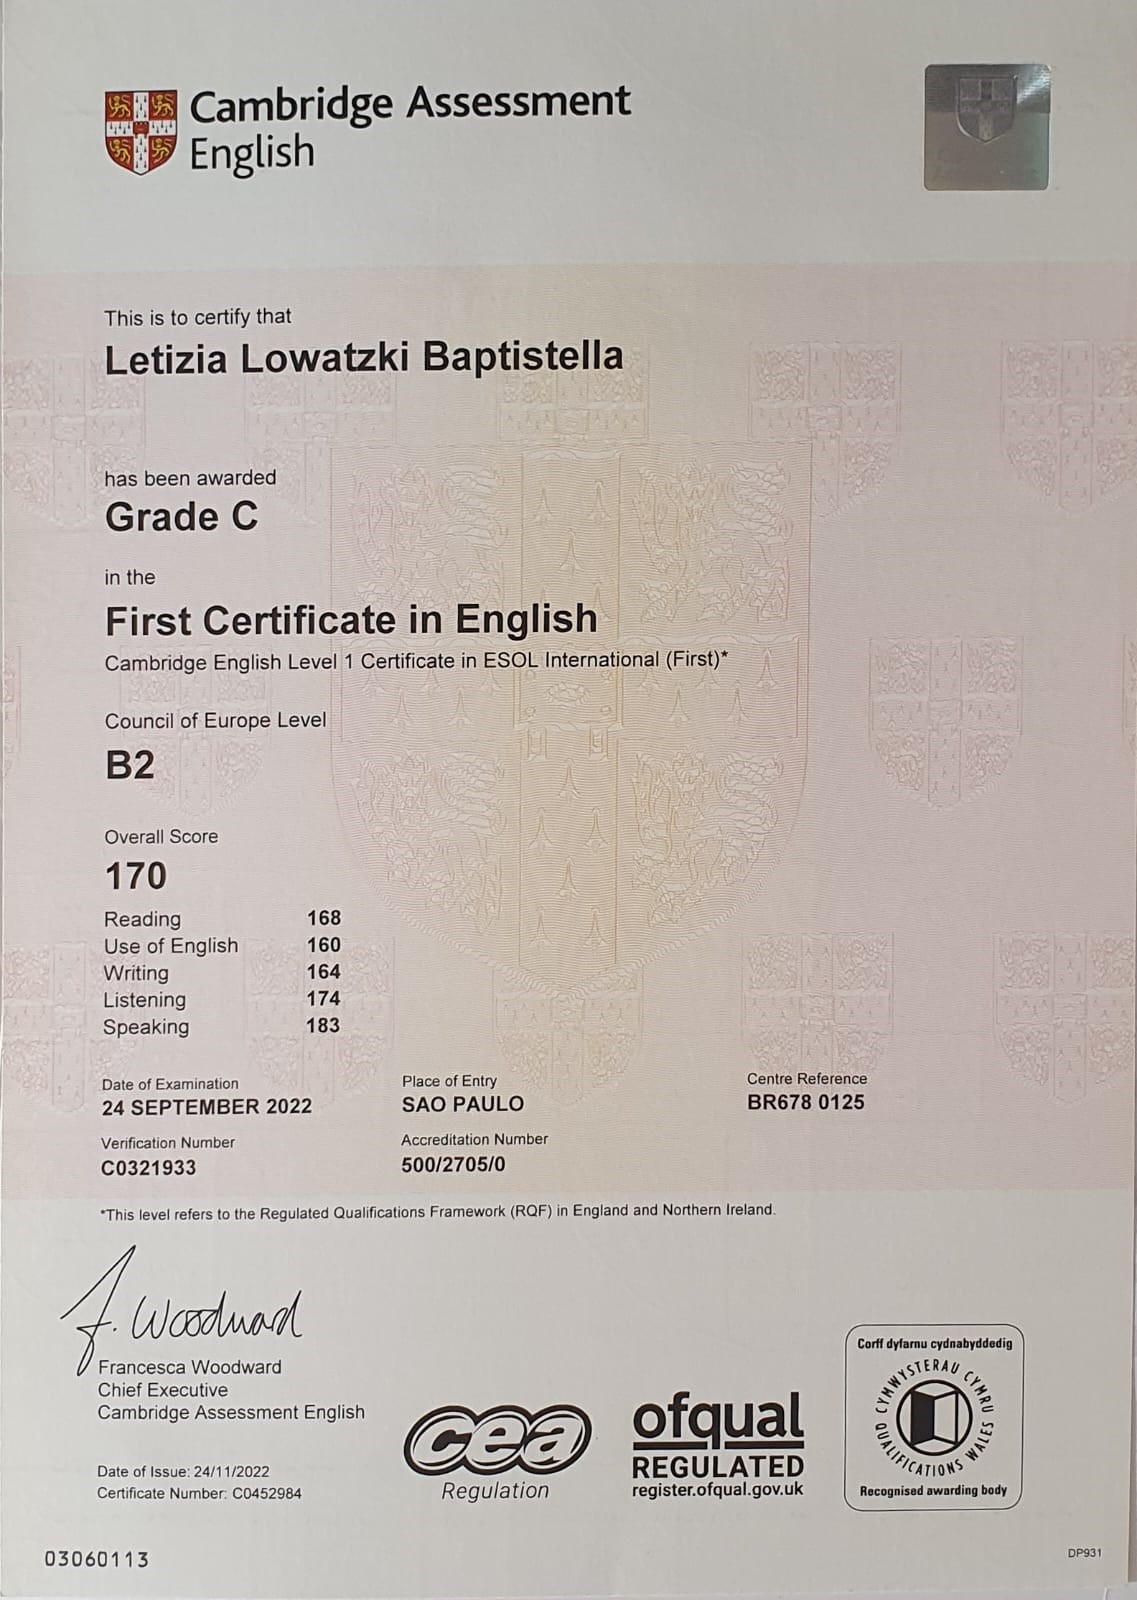 Cambridge Assessment
English
This is to certify that
Letizia Lowatzki Baptistella
has been awarded
Grade C
in the
First Certificate in English
Cambridge English Level 1 Certificate in ESOL International (First)*
Council of Europe Level
B2
Overall Score
170
Reading 168
Use of English 160
Writing 164
Listening 174
Speaking 183
Date of Examination Place of Entry Centre Reference
24 SEPTEMBER 2022 SAO PAULO BR678 0125
Verification Number Accreditation Number
C0321933 500/2705/0
*This level refers to the Regulated Qualifications Framework (RQF) in England and Northern Ireland.
F. Woodward
Francesca Woodward
Chief Executive
Cambridge Assessment English
Date of Issue: 24/11/2022
Certificate Number: C0452984
cea
Regulation
ofqual
REGULATED
register.ofqual.gov.uk
Corff dyfarnu cydnabyddedig
CYMWYSTERAU CYMRU
QUALIFICATIONS WALES
Recognised awarding body
03060113
DP931